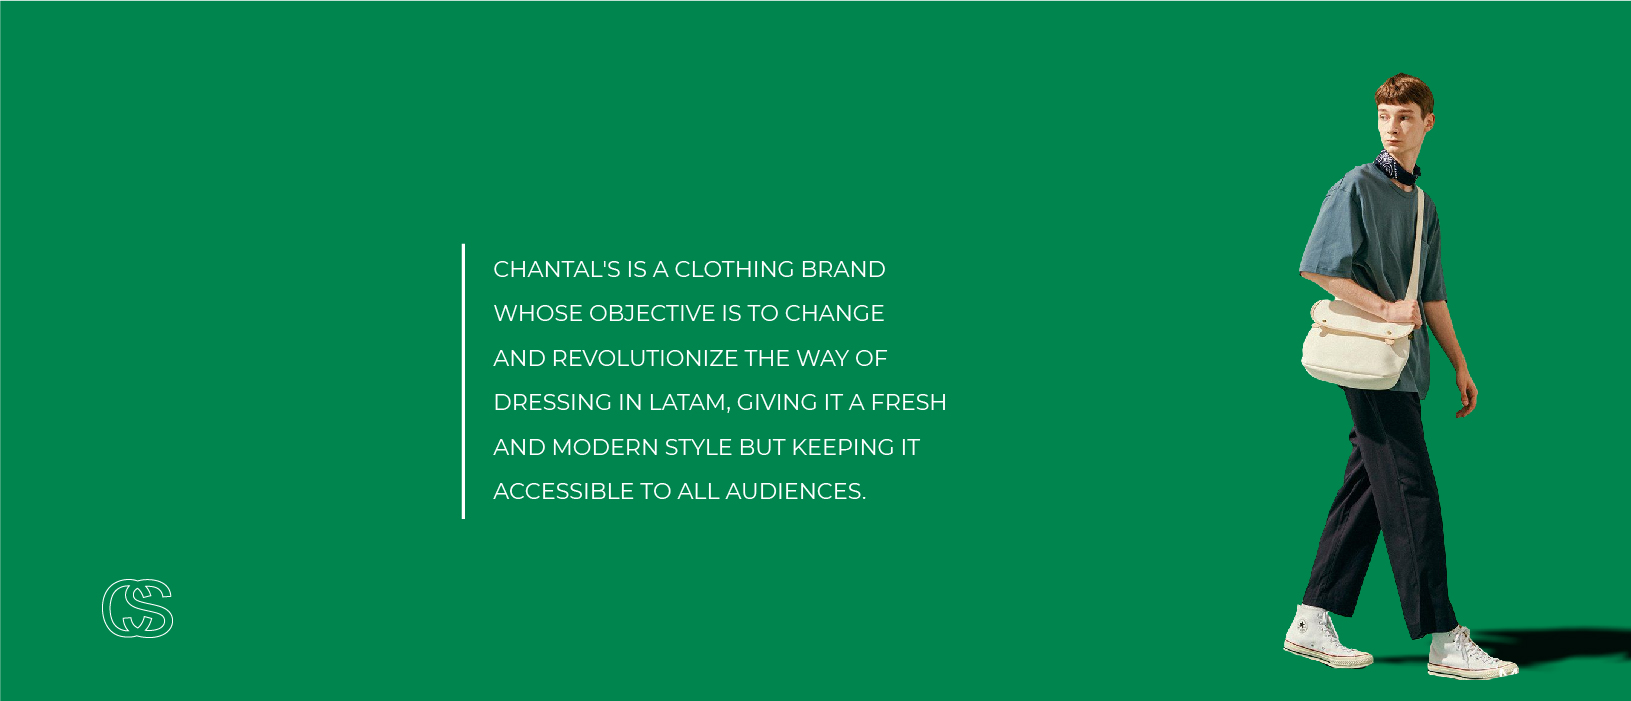 CHANTAL'S IS A CLOTHING BRAND
WHOSE OBJECTIVE IS TO CHANGE
AND REVOLUTIONIZE THE WAY OF
DRESSING IN LATAM, GIVING IT A FRESH
AND MODERN STYLE BUT KEEPING IT
ACCESSIBLE TO ALL AUDIENCES.
CS